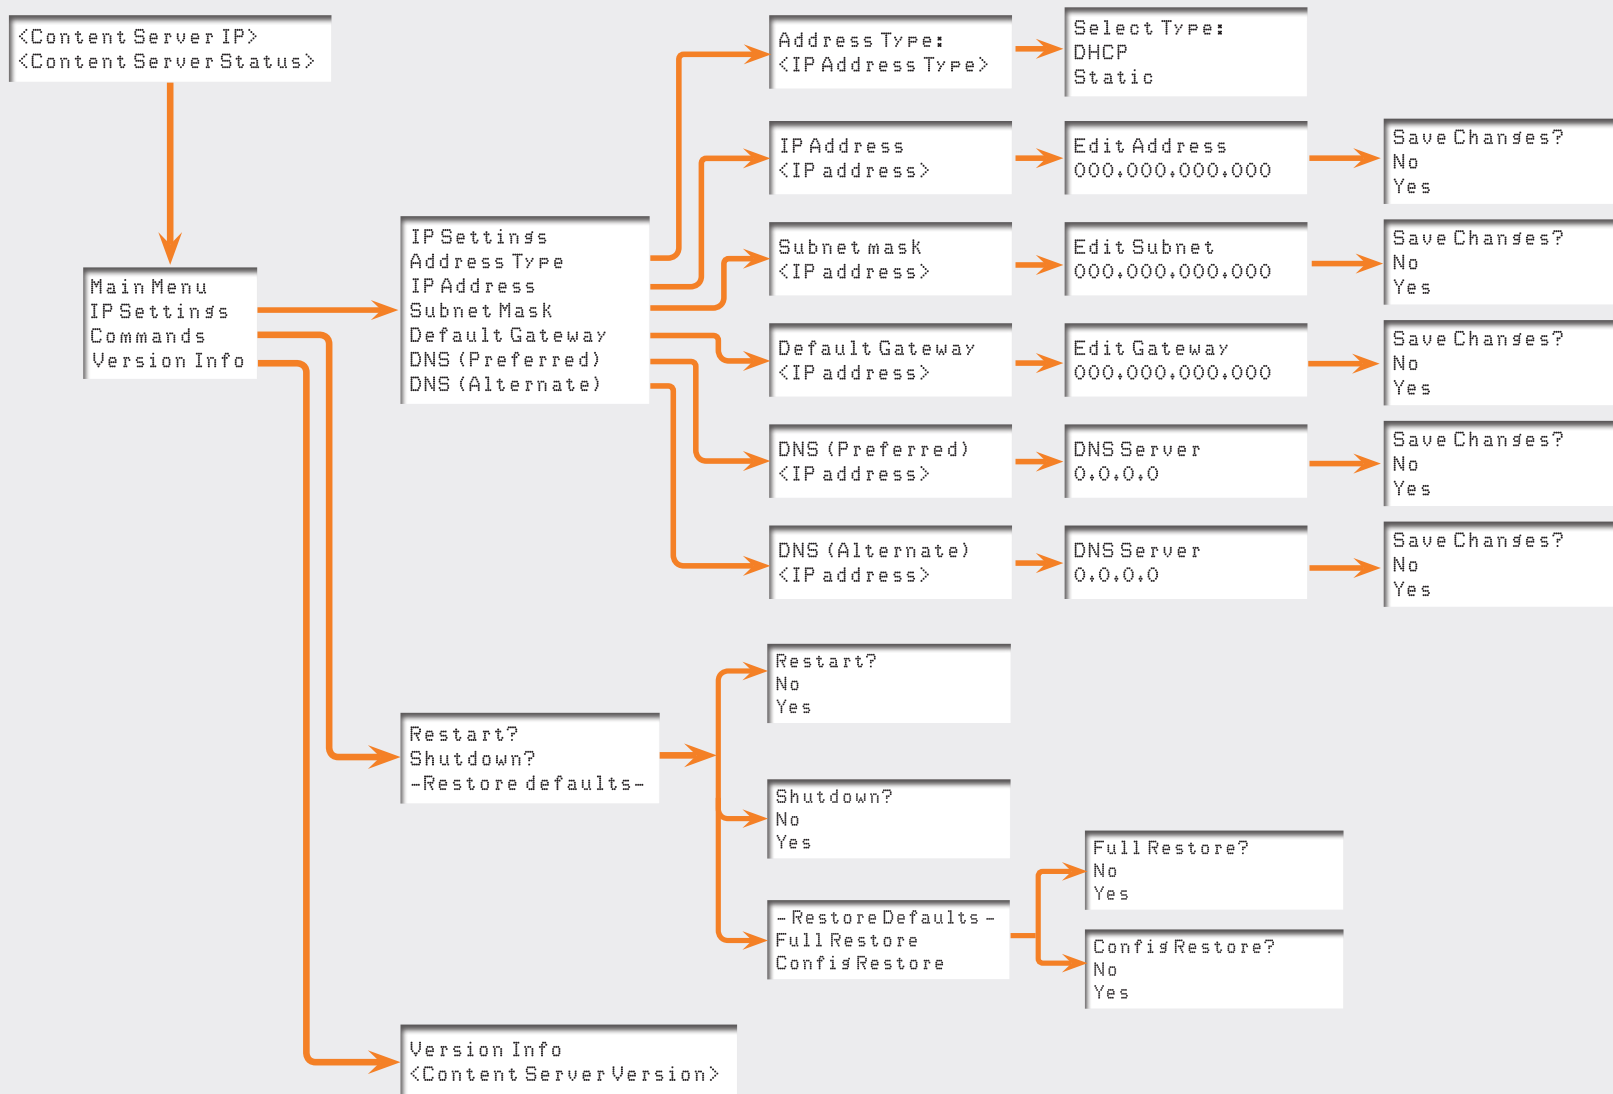 <Content Server IP>
<Content Server Status>
Main Menu
IP Settings
Commands
Version Info
IP Settings
Address Type
IP Address
Subnet Mask
Default Gateway
DNS (Preferred)
DNS (Alternate)
Address Type:
<IP Address Type>
Select Type:
DHCP
Static
IP Address
<IP address>
Edit Address
000.000.000.000
Save Changes?
No
Yes
Subnet mask
<IP address>
Edit Subnet
000.000.000.000
Save Changes?
No
Yes
Default Gateway
<IP address>
Edit Gateway
000.000.000.000
Save Changes?
No
Yes
DNS (Preferred)
<IP address>
DNS Server
0.0.0.0
Save Changes?
No
Yes
DNS (Alternate)
<IP address>
DNS Server
0.0.0.0
Save Changes?
No
Yes
Restart?
Shutdown?
-Restore defaults-
Restart?
No
Yes
Shutdown?
No
Yes
- Restore Defaults -
Full Restore
Config Restore
Full Restore?
No
Yes
Config Restore?
No
Yes
Version Info
<Content Server Version>